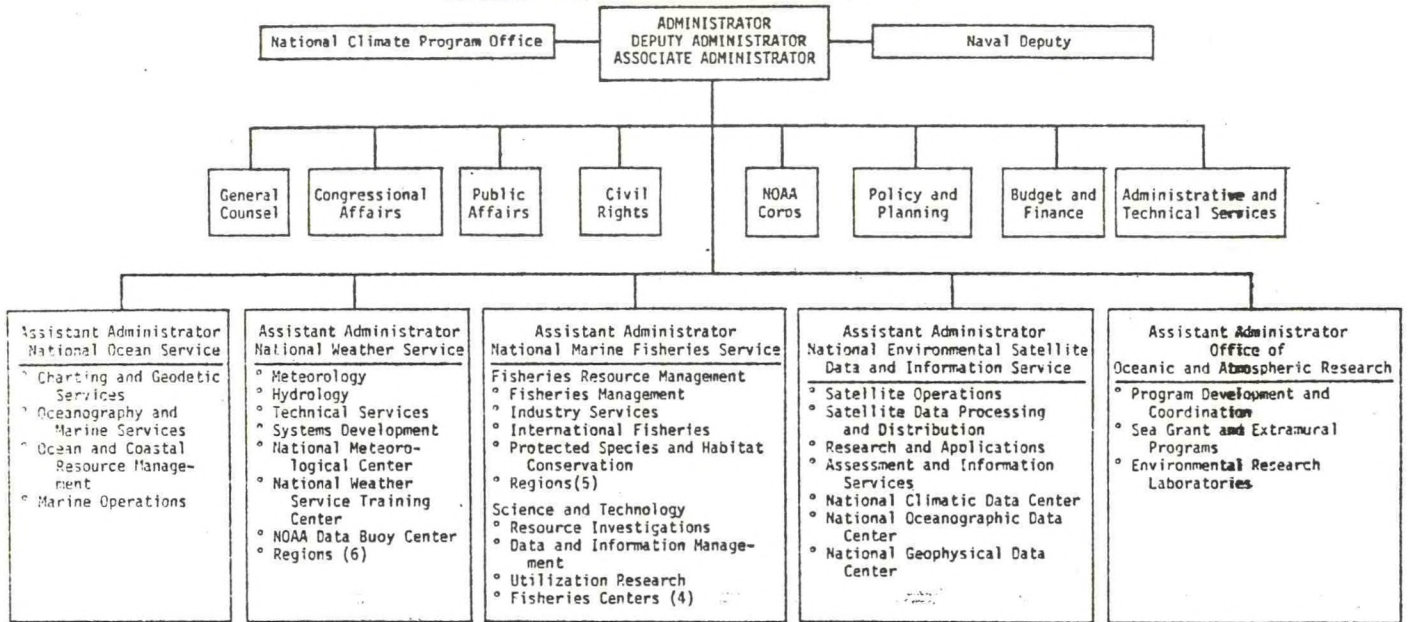 ADMINISTRATOR
DEPUTY ADMINISTRATOR
ASSOCIATE ADMINISTRATOR
National Climate Program Office
Naval Deputy
General
Counsel
Congressional
Affairs
Public
Affairs
Civil
Rights
NOAA
Corps
Policy and
Planning
Budget and
Finance
Administrative and
Technical Services
Assistant Administrator
National Ocean Service
° Charting and Geodetic
Services
° Oceanography and
Marine Services
° Ocean and Coastal
Resource Manage-
ment
° Marine Operations
Assistant Administrator
National Weather Service
° Meteorology
° Hydrology
° Technical Services
° Systems Development
° National Meteoro-
logical Center
° National Weather
Service Training
Center
° NOAA Data Buoy Center
° Regions (6)
Assistant Administrator
National Marine Fisheries Service
Fisheries Resource Management
° Fisheries Management
° Industry Services
° International Fisheries
° Protected Species and Habitat
Conservation
° Regions(5)
Science and Technology
° Resource Investigations
° Data and Information Manage-
ment
° Utilization Research
° Fisheries Centers (4)
Assistant Administrator
National Environmental Satellite
Data and Information Service
° Satellite Operations
° Satellite Data Processing
and Distribution
° Research and Applications
° Assessment and Information
Services
° National Climatic Data Center
° National Oceanographic Data
Center
° National Geophysical Data
Center
Assistant Administrator
Office of
Oceanic and Atmospheric Research
° Program Development and
Coordination
° Sea Grant and Extramural
Programs
° Environmental Research
Laboratories